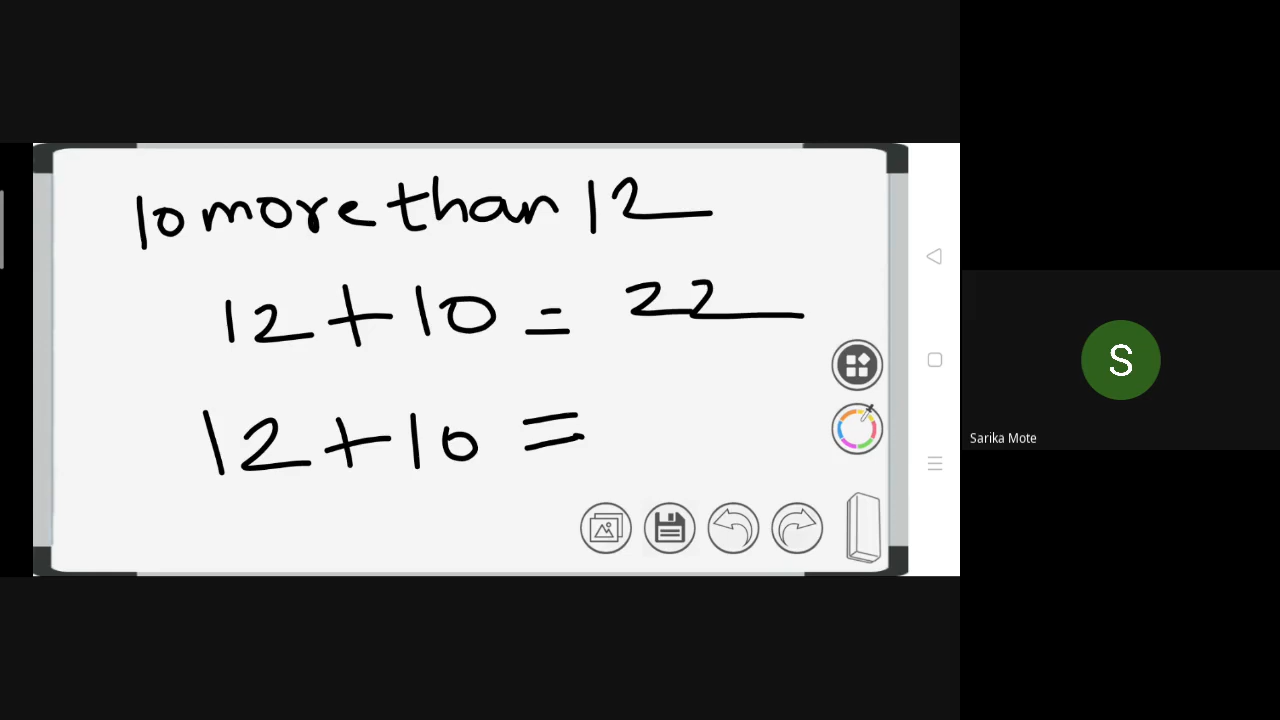 10 more than 12
12 + 10 = 22
12 + 10 =
S
Sarika Mote